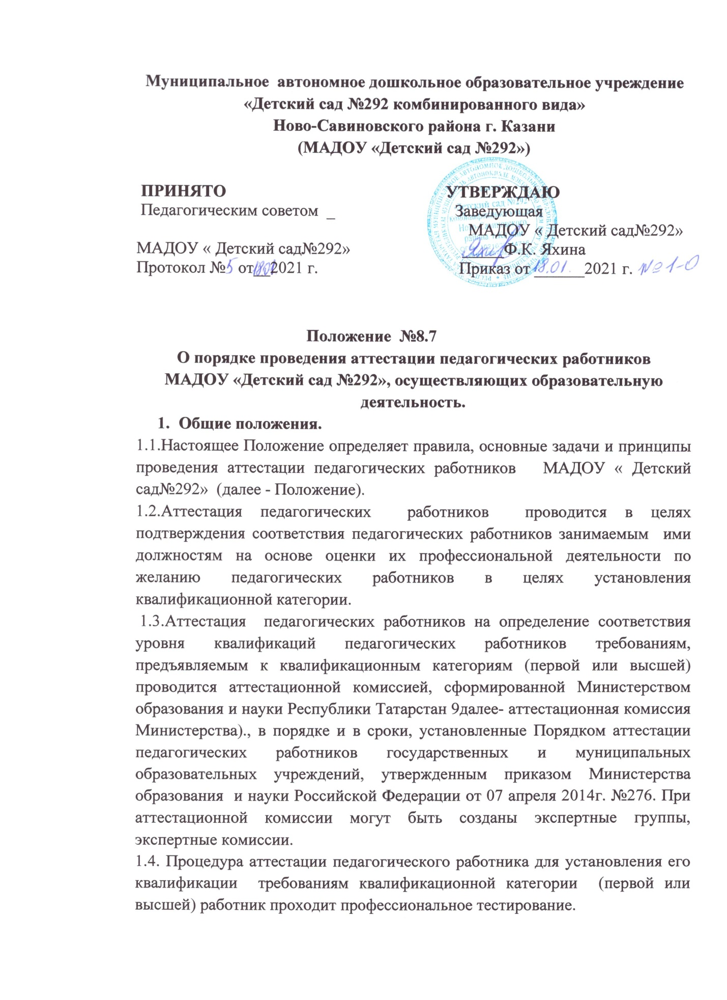 Муниципальное автономное дошкольное образовательное учреждение
«Детский сад №292 комбинированного вида»
Ново-Савиновского района г. Казани
(МАДОУ «Детский сад №292»)
ПРИНЯТО
Педагогическим советом _
МАДОУ « Детский сад№292»
Протокол №5 от 18.01 2021 г.
УТВЕРЖДАЮ
Заведующая
МАДОУ « Детский сад№292»
_____Ф.К. Яхина
Приказ от 18.01. 2021 г. № 1-О
Детский сад №292
Положение №8.7
О порядке проведения аттестации педагогических работников
МАДОУ «Детский сад №292», осуществляющих образовательную
деятельность.
1. Общие положения.
1.1.Настоящее Положение определяет правила, основные задачи и принципы
проведения аттестации педагогических работников МАДОУ « Детский
сад№292» (далее - Положение).
1.2.Аттестация педагогических работников проводится в целях
подтверждения соответствия педагогических работников занимаемым ими
должностям на основе оценки их профессиональной деятельности по
желанию педагогических работников в целях установления
квалификационной категории.
1.3.Аттестация педагогических работников на определение соответствия
уровня квалификаций педагогических работников требованиям,
предъявляемым к квалификационным категориям (первой или высшей)
проводится аттестационной комиссией, сформированной Министерством
образования и науки Республики Татарстан 9далее- аттестационная комиссия
Министерства)., в порядке и в сроки, установленные Порядком аттестации
педагогических работников государственных и муниципальных
образовательных учреждений, утвержденным приказом Министерства
образования и науки Российской Федерации от 07 апреля 2014г. №276. При
аттестационной комиссии могут быть созданы экспертные группы,
экспертные комиссии.
1.4. Процедура аттестации педагогического работника для установления его
квалификации требованиям квалификационной категории (первой или
высшей) работник проходит профессиональное тестирование.